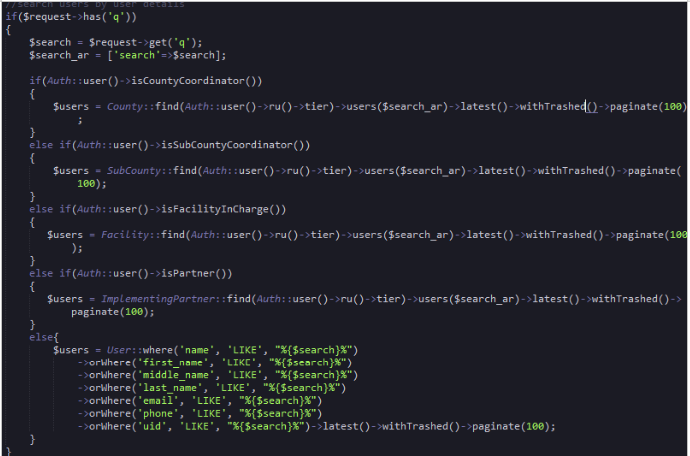 //search users by user details
if($request->has('q'))
{
$search = $request->get('q');
$search_ar = ['search'=>$search];
if(Auth::user()->isCountyCoordinator())
{
$users = County::find(Auth::user()->ru()->tier)->users($search_ar)->latest()->withTrashed()->paginate(100)
;
}
else if(Auth::user()->isSubCountyCoordinator())
{
$users = SubCounty::find(Auth::user()->ru()->tier)->users($search_ar)->latest()->withTrashed()->paginate(
100);
}
else if(Auth::user()->isFacilityInCharge())
{
$users = Facility::find(Auth::user()->ru()->tier)->users($search_ar)->latest()->withTrashed()->paginate(100
);
}
else if(Auth::user()->isPartner())
{
$users = ImplementingPartner::find(Auth::user()->ru()->tier)->users($search_ar)->latest()->withTrashed()->
paginate(100);
}
else{
$users = User::where('name', 'LIKE', "%{$search}%")
->orWhere('first_name', 'LIKE', "%{$search}%")
->orWhere('middle_name', 'LIKE', "%{$search}%")
->orWhere('last_name', 'LIKE', "%{$search}%")
->orWhere('email', 'LIKE', "%{$search}%")
->orWhere('phone', 'LIKE', "%{$search}%")
->orWhere('uid', 'LIKE', "%{$search}%")->latest()->withTrashed()->paginate(100);
}
}